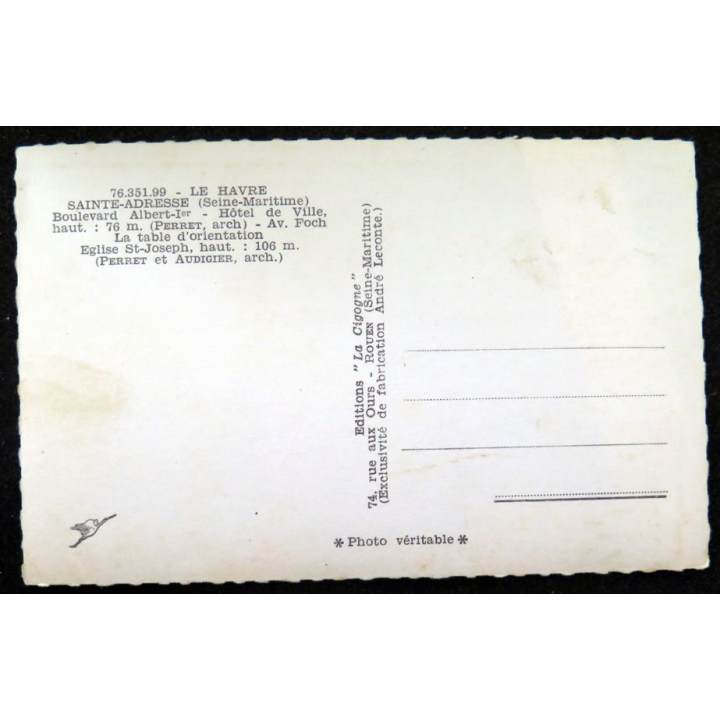 76.351.99 - LE HAVRE
SAINTE-ADRESSE (Seine-Maritime)
Boulevard Albert-Ier - Hôtel de Ville,
haut. : 76 m. (PERRET, arch) - Av. Foch
La table d'orientation
Eglise St-Joseph, haut. : 106 m.
(PERRET et AUDIGIER, arch.)
Editions "La Cigogne"
74, rue aux Ours - ROUEN (Seine-Maritime)
(Exclusivité de fabrication André Leconte.)
* Photo véritable *